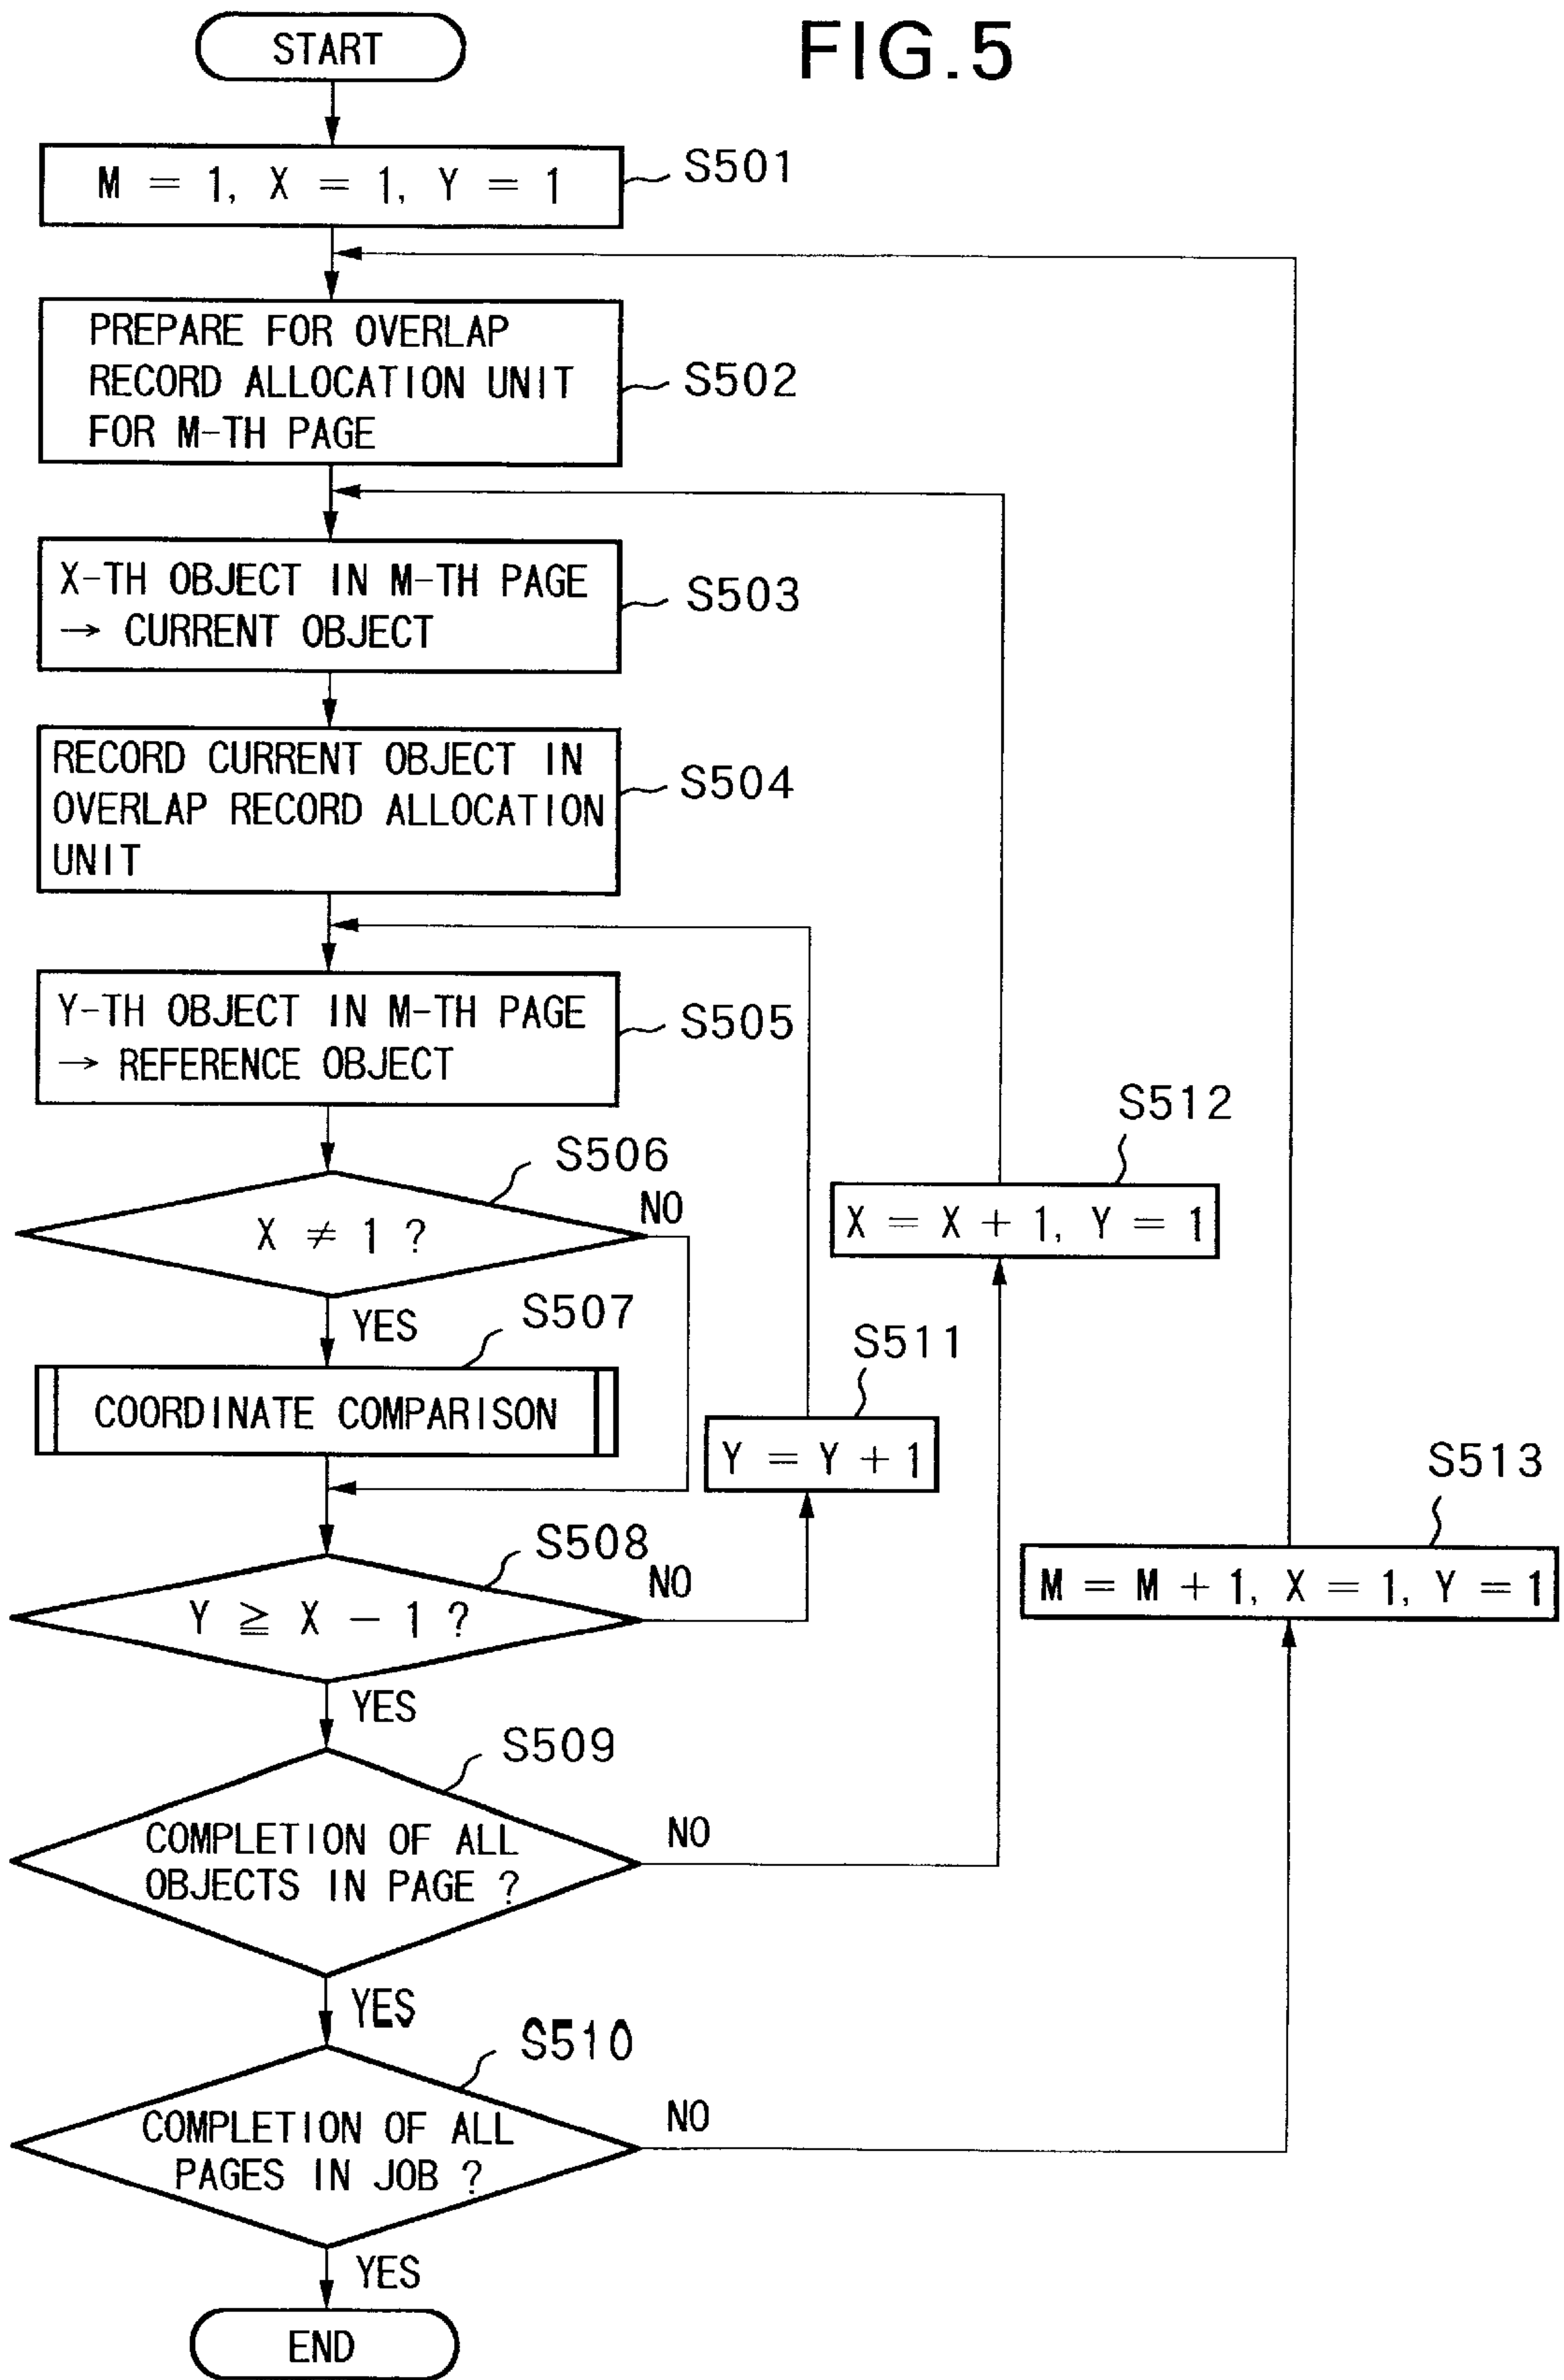 FIG.5
START
M = 1, X = 1, Y = 1
S501
PREPARE FOR OVERLAP
RECORD ALLOCATION UNIT
FOR M-TH PAGE
S502
X-TH OBJECT IN M-TH PAGE
→ CURRENT OBJECT
S503
RECORD CURRENT OBJECT IN
OVERLAP RECORD ALLOCATION
UNIT
S504
Y-TH OBJECT IN M-TH PAGE
→ REFERENCE OBJECT
S505
S506
X ≠ 1 ?
NO
YES
S507
COORDINATE COMPARISON
S508
Y ≧ X − 1 ?
NO
YES
S511
Y = Y + 1
S509
COMPLETION OF ALL
OBJECTS IN PAGE ?
NO
YES
S512
X = X + 1, Y = 1
S510
COMPLETION OF ALL
PAGES IN JOB ?
NO
YES
S513
M = M + 1, X = 1, Y = 1
END